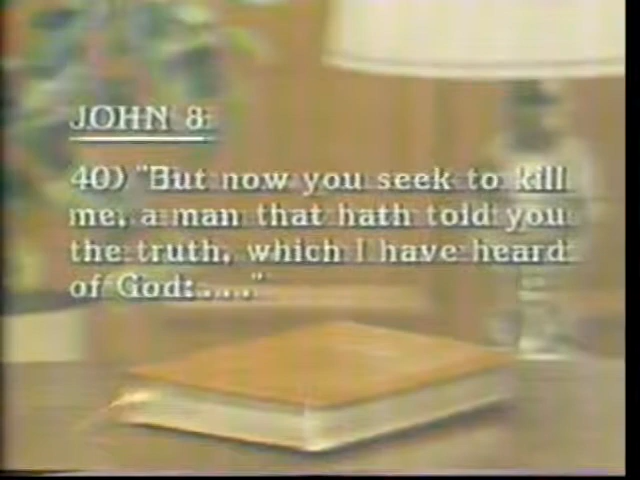 JOHN 8:
40) "But now you seek to kill
me, a man that hath told you
the truth, which I have heard
of God:....."